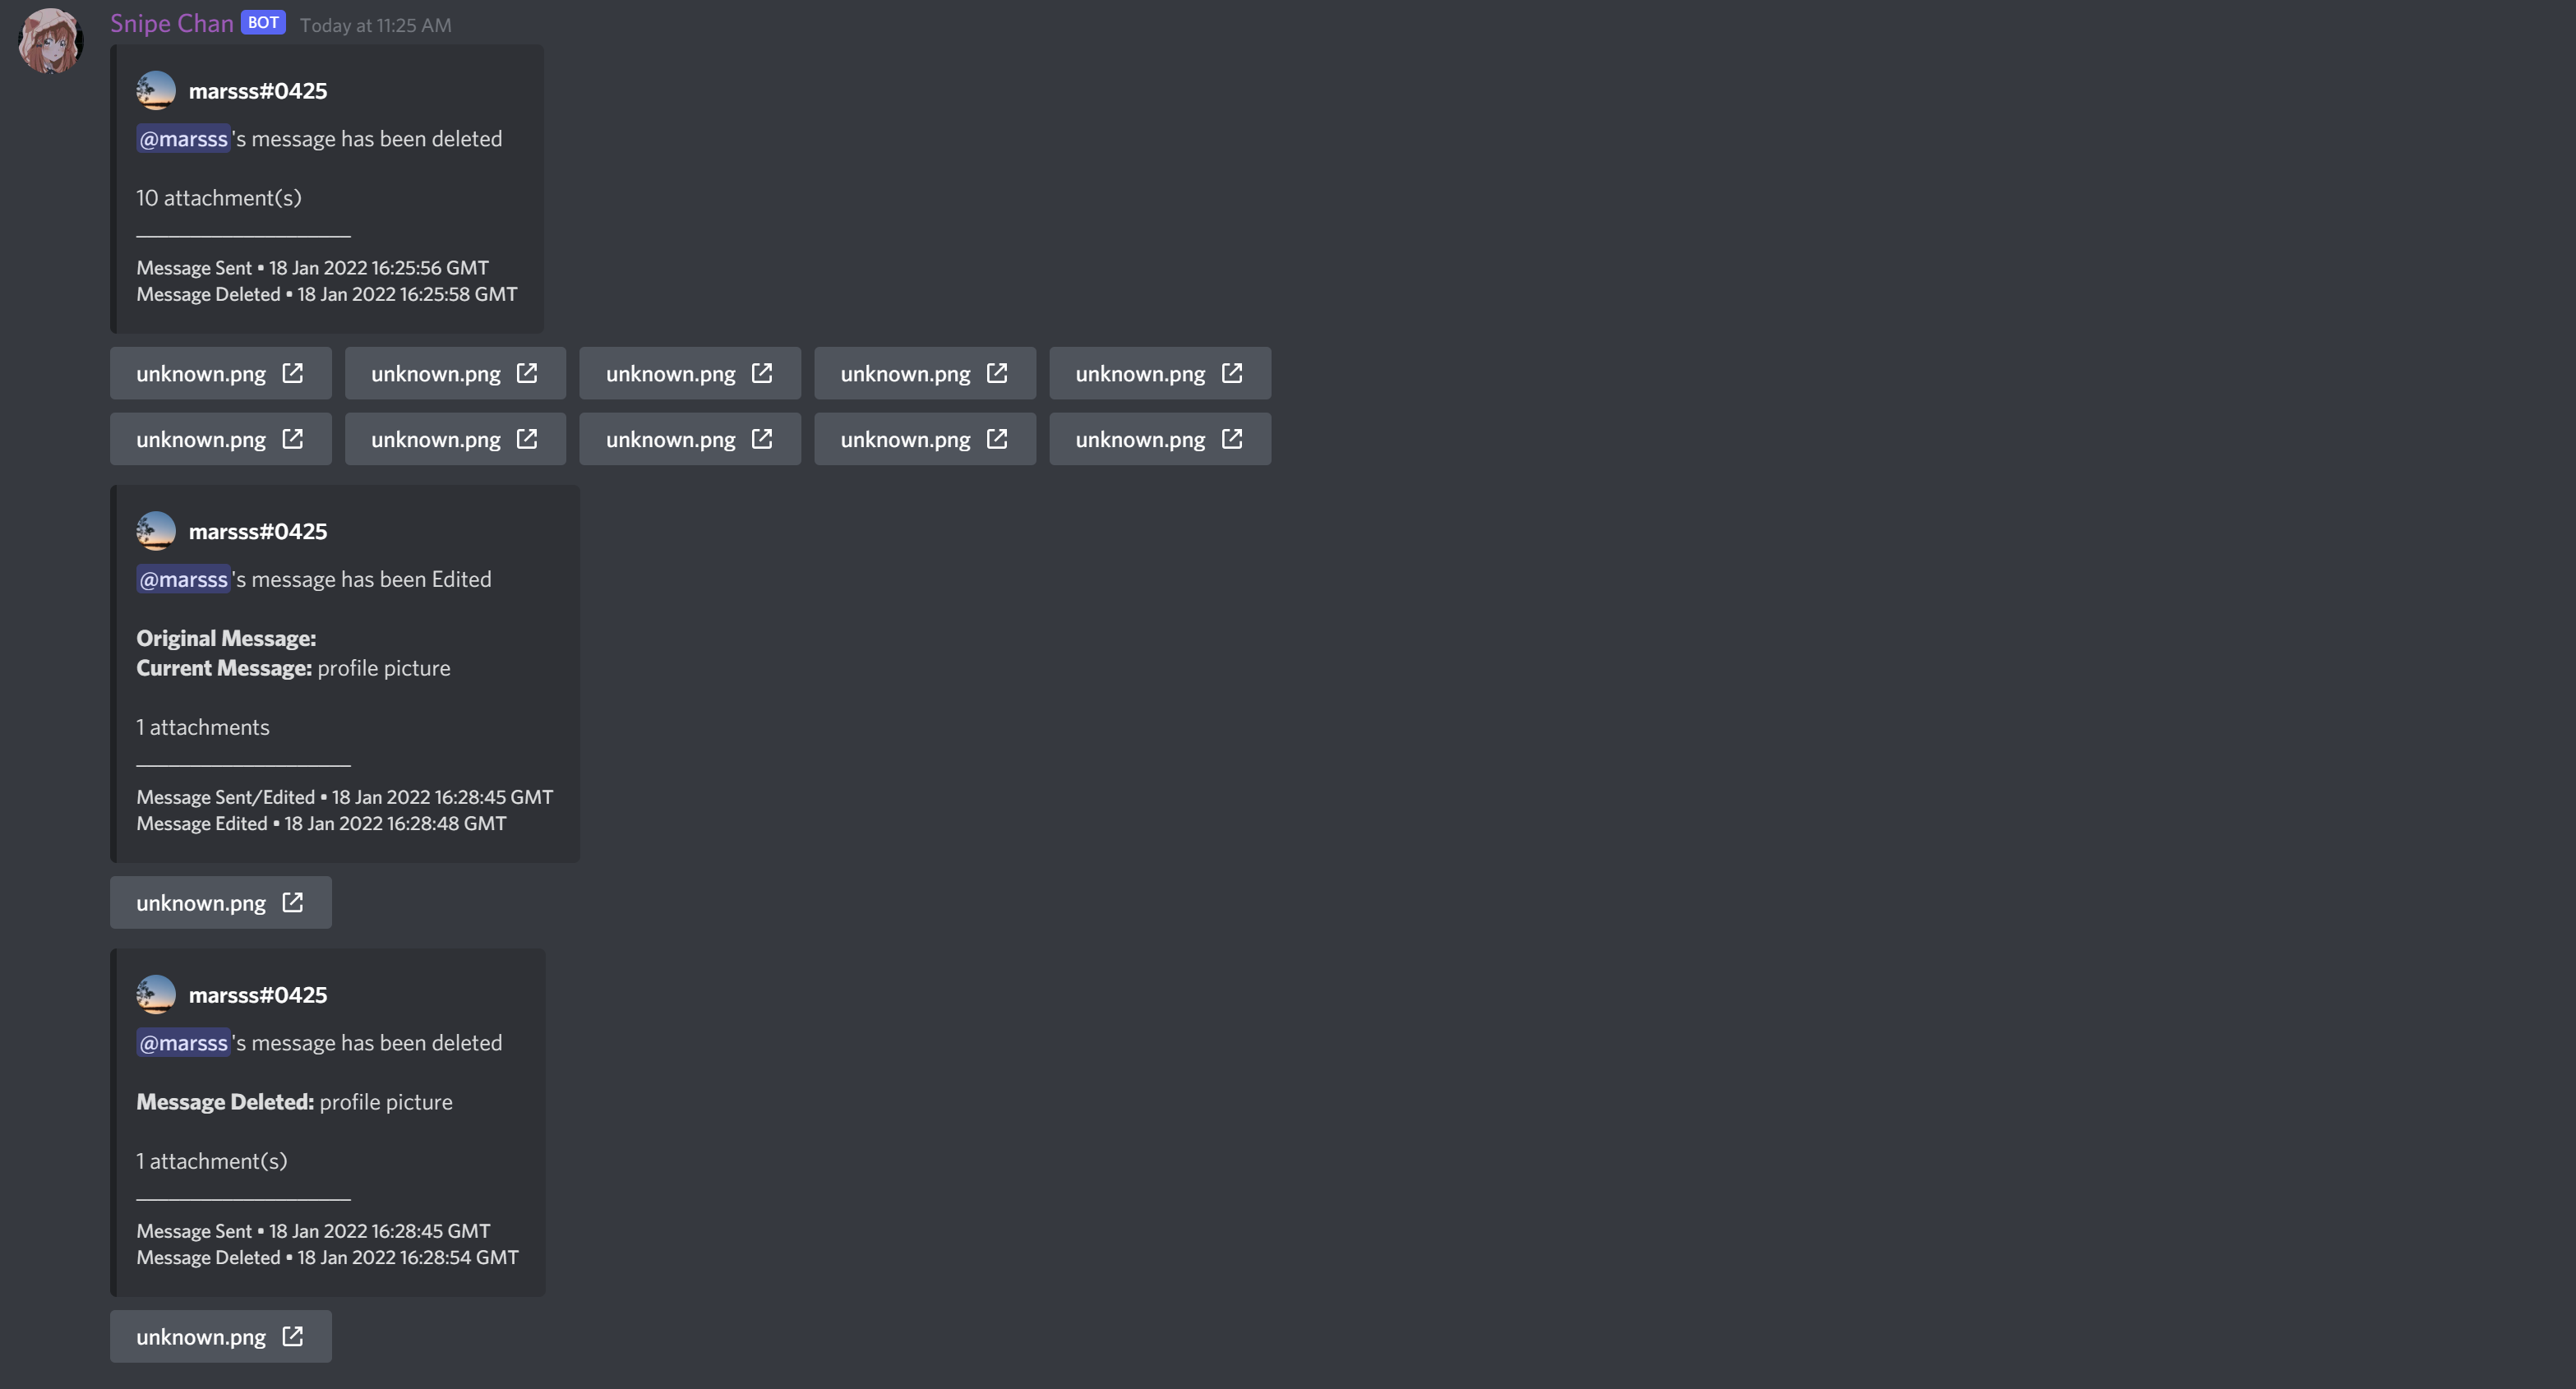 Snipe Chan BOT Today at 11:25 AM
marsss#0425
@marsss's message has been deleted
10 attachment(s)
Message Sent • 18 Jan 2022 16:25:56 GMT
Message Deleted • 18 Jan 2022 16:25:58 GMT
unknown.png unknown.png unknown.png unknown.png unknown.png
unknown.png unknown.png unknown.png unknown.png unknown.png
marsss#0425
@marsss's message has been Edited
Original Message:
Current Message: profile picture
1 attachments
Message Sent/Edited • 18 Jan 2022 16:28:45 GMT
Message Edited • 18 Jan 2022 16:28:48 GMT
unknown.png
marsss#0425
@marsss's message has been deleted
Message Deleted: profile picture
1 attachment(s)
Message Sent • 18 Jan 2022 16:28:45 GMT
Message Deleted • 18 Jan 2022 16:28:54 GMT
unknown.png